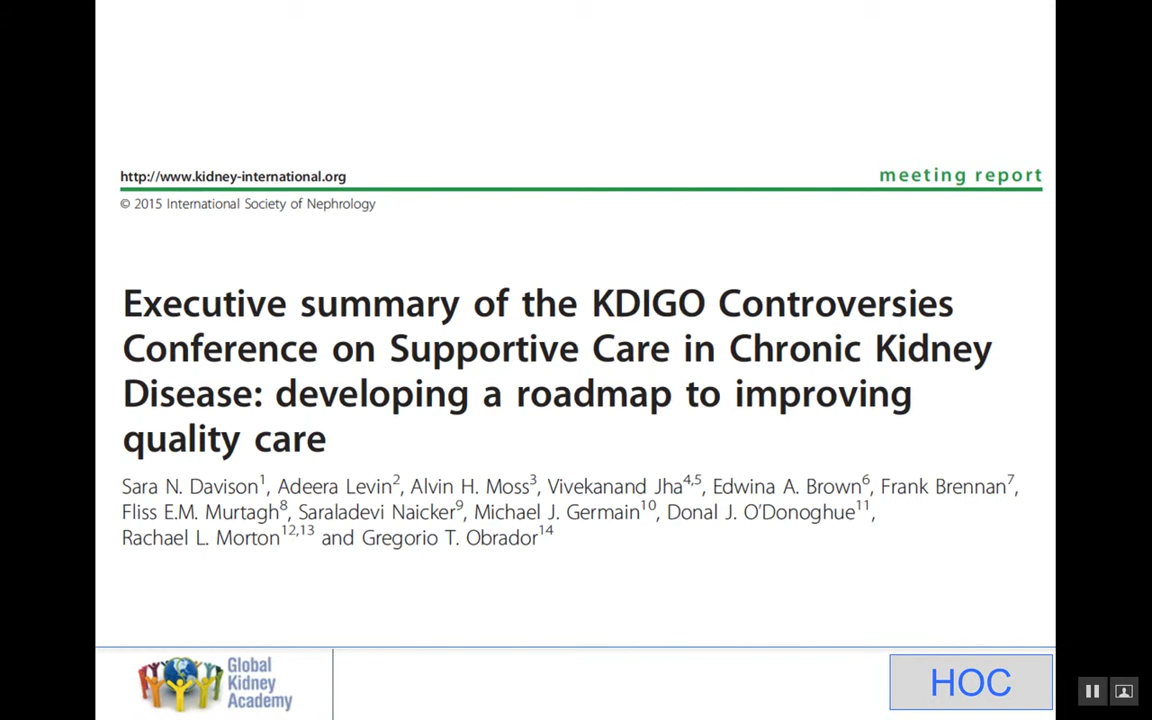 http://www.kidney-international.org
meeting report
© 2015 International Society of Nephrology
Executive summary of the KDIGO Controversies
Conference on Supportive Care in Chronic Kidney
Disease: developing a roadmap to improving
quality care
Sara N. Davison1, Adeera Levin2, Alvin H. Moss3, Vivekanand Jha4,5, Edwina A. Brown6, Frank Brennan7,
Fliss E.M. Murtagh8, Saraladevi Naicker9, Michael J. Germain10, Donal J. O'Donoghue11,
Rachael L. Morton12,13 and Gregorio T. Obrador14
Global
Kidney
Academy
HOC